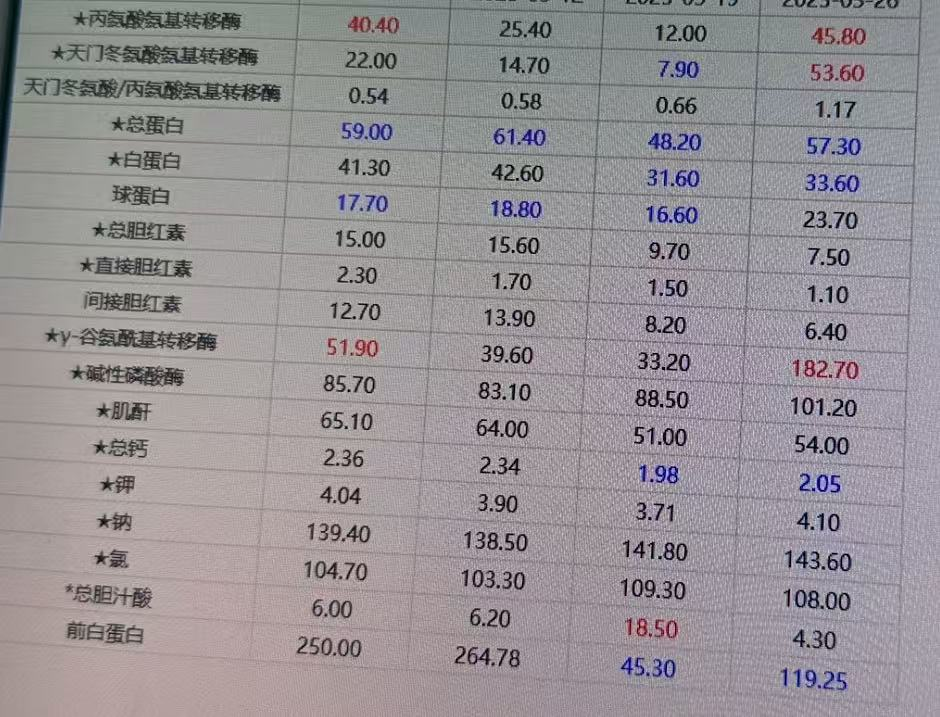 ★丙氨酸氨基转移酶 40.40 25.40 12.00 45.80
★天门冬氨酸氨基转移酶 22.00 14.70 7.90 53.60
天门冬氨酸/丙氨酸氨基转移酶 0.54 0.58 0.66 1.17
★总蛋白 59.00 61.40 48.20 57.30
★白蛋白 41.30 42.60 31.60 33.60
球蛋白 17.70 18.80 16.60 23.70
★总胆红素 15.00 15.60 9.70 7.50
★直接胆红素 2.30 1.70 1.50 1.10
间接胆红素 12.70 13.90 8.20 6.40
★γ-谷氨酰基转移酶 51.90 39.60 33.20 182.70
★碱性磷酸酶 85.70 83.10 88.50 101.20
★肌酐 65.10 64.00 51.00 54.00
★总钙 2.36 2.34 1.98 2.05
★钾 4.04 3.90 3.71 4.10
★钠 139.40 138.50 141.80 143.60
★氯 104.70 103.30 109.30 108.00
*总胆汁酸 6.00 6.20 18.50 4.30
前白蛋白 250.00 264.78 45.30 119.25